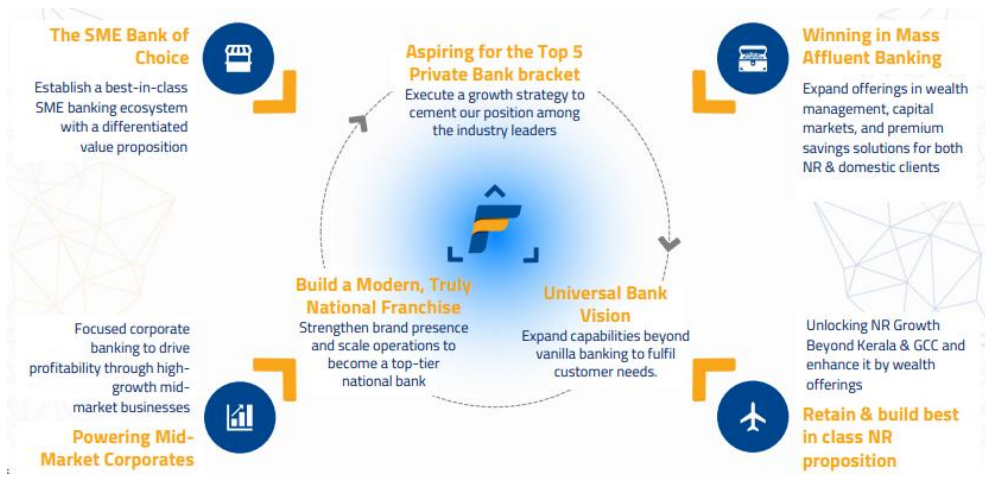 The SME Bank of
Choice
Establish a best-in-class
SME banking ecosystem
with a differentiated
value proposition
Aspiring for the Top 5
Private Bank bracket
Execute a growth strategy to
cement our position among
the industry leaders
Winning in Mass
Affluent Banking
Expand offerings in wealth
management, capital
markets, and premium
savings solutions for both
NR & domestic clients
Build a Modern, Truly
National Franchise
Strengthen brand presence
and scale operations to
become a top-tier
national bank
Universal Bank
Vision
Expand capabilities beyond
vanilla banking to fulfil
customer needs.
Focused corporate
banking to drive
profitability through high-
growth mid-
market businesses
Powering Mid-
Market Corporates
Unlocking NR Growth
Beyond Kerala & GCC and
enhance it by wealth
offerings
Retain & build best
in class NR
proposition